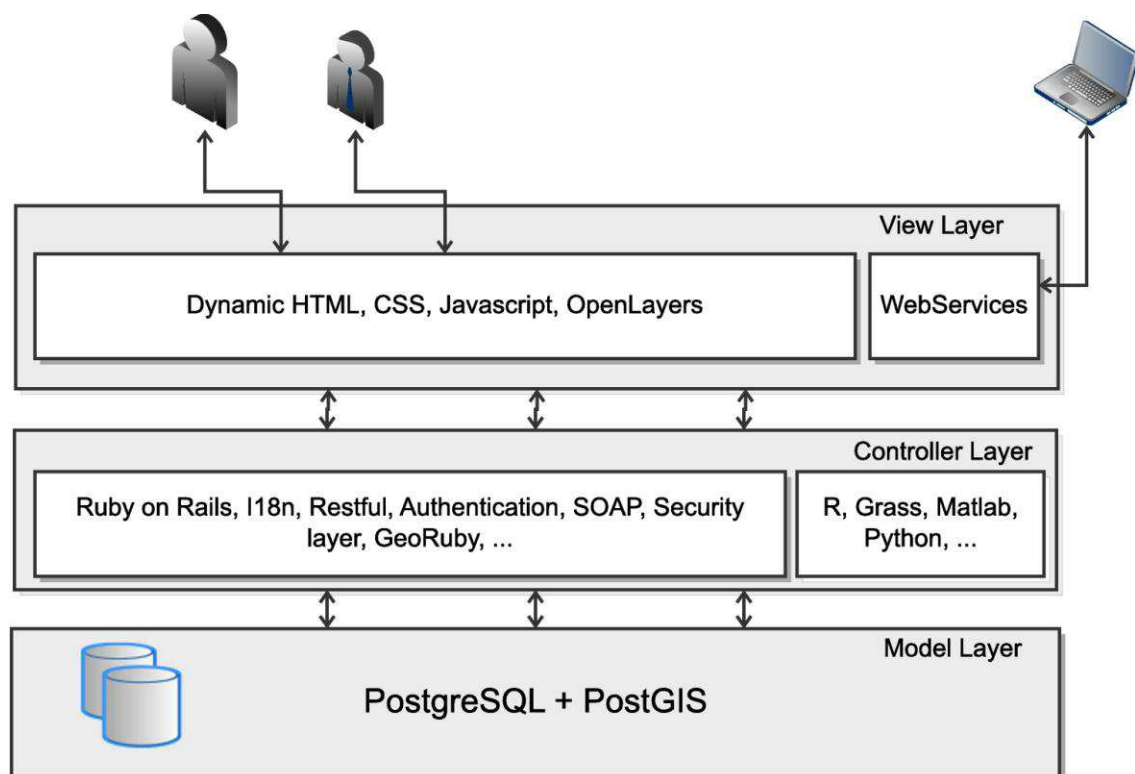 View Layer
Dynamic HTML, CSS, Javascript, OpenLayers
WebServices
Controller Layer
Ruby on Rails, I18n, Restful, Authentication, SOAP, Security
layer, GeoRuby, ...
R, Grass, Matlab,
Python, ...
Model Layer
PostgreSQL + PostGIS